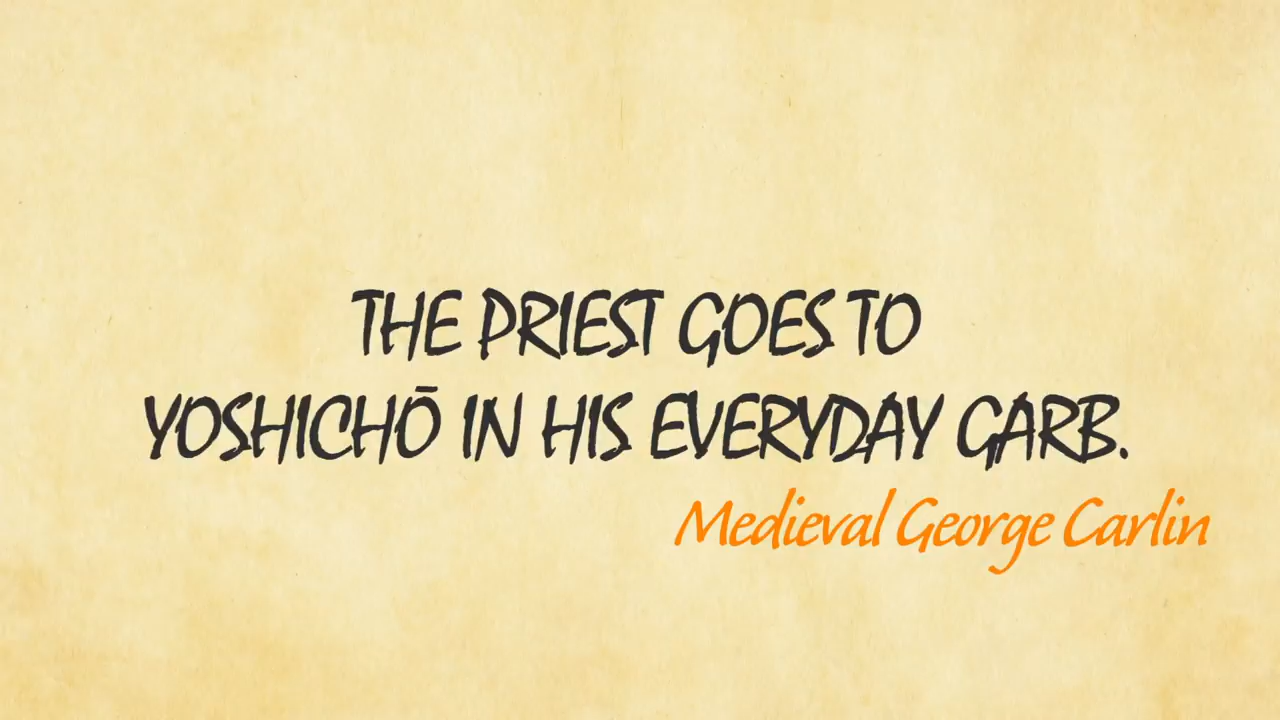 THE PRIEST GOES TO
YOSHICHŌ IN HIS EVERYDAY GARB.
Medieval George Carlin